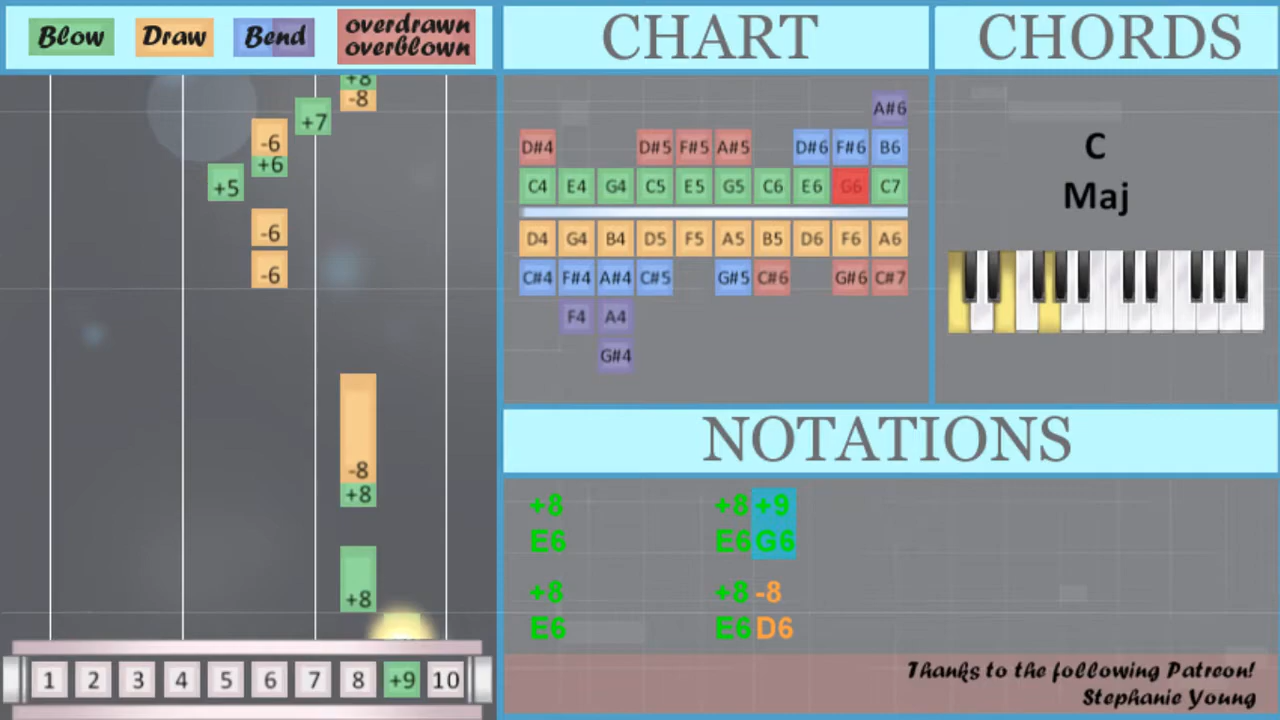 Blow Draw Bend overdrawn
overblown
CHART
CHORDS
+8
-8
+7
-6
+6
+5
-6
-6
-8
+8
+8
1 2 3 4 5 6 7 8 +9 10
A#6
D#4 D#5 F#5 A#5 D#6 F#6 B6
C4 E4 G4 C5 E5 G5 C6 E6 G6 C7
D4 G4 B4 D5 F5 A5 B5 D6 F6 A6
C#4 F#4 A#4 C#5 G#5 C#6 G#6 C#7
F4 A4
G#4
C
Maj
NOTATIONS
+8 +8 +9
E6 E6 G6
+8 +8 -8
E6 E6 D6
Thanks to the following Patreon!
Stephanie Young